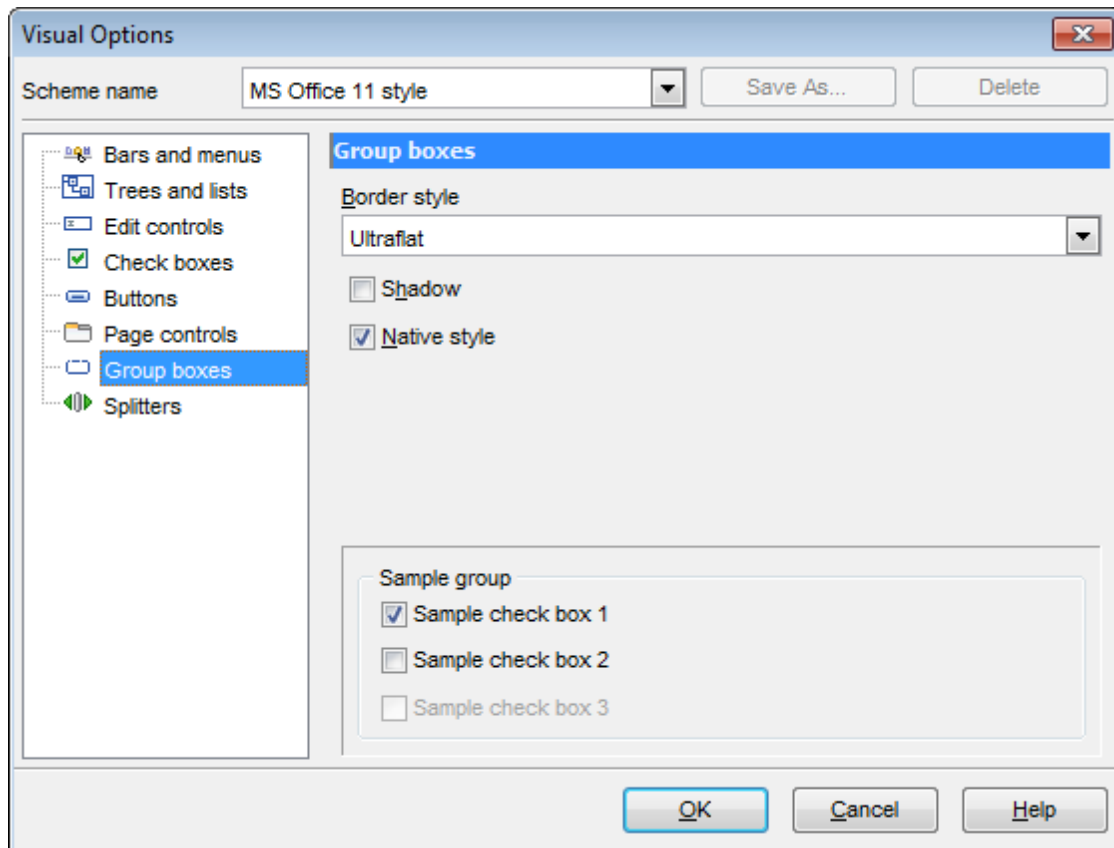 Visual Options
Scheme name MS Office 11 style Save As... Delete
Bars and menus
Trees and lists
Edit controls
Check boxes
Buttons
Page controls
Group boxes
Splitters
Group boxes
Border style
Ultraflat
Shadow
Native style
Sample group
Sample check box 1
Sample check box 2
Sample check box 3
OK Cancel Help